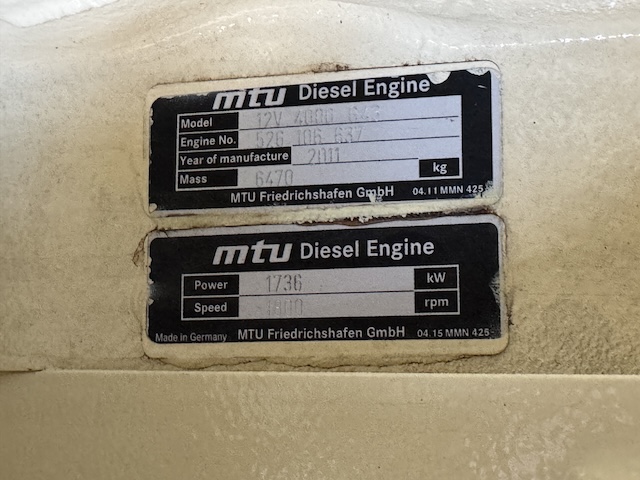 mtu Diesel Engine
Model 12V 4000 R43
Engine No. 526 106 637
Year of manufacture 2011
Mass 6470 kg
MTU Friedrichshafen GmbH 04.11 MMN 425
mtu Diesel Engine
Power 1736 kW
Speed 1800 rpm
Made in Germany MTU Friedrichshafen GmbH 04.15 MMN 425